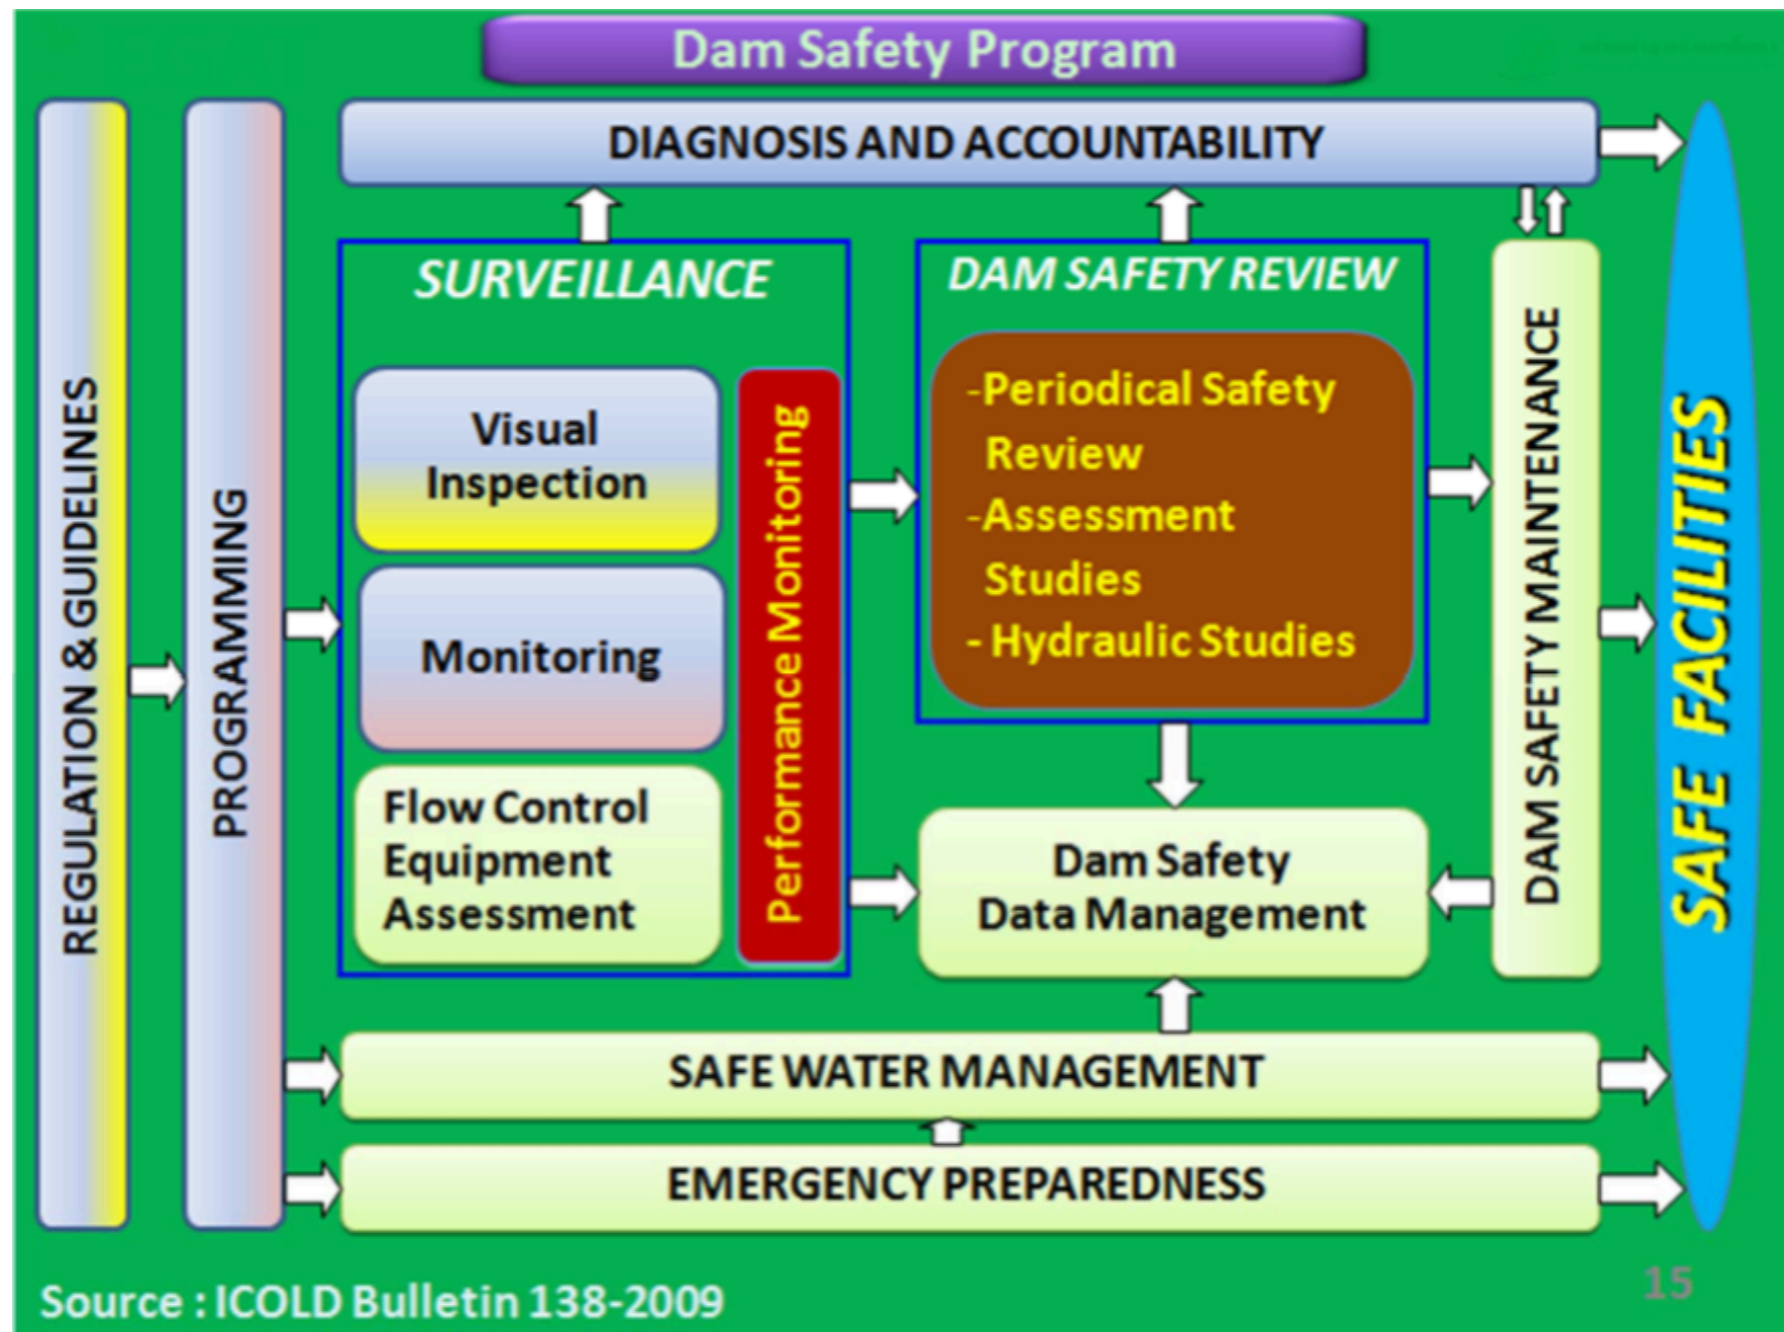 Dam Safety Program
DIAGNOSIS AND ACCOUNTABILITY
REGULATION & GUIDELINES
PROGRAMMING
SURVEILLANCE
Visual
Inspection
Monitoring
Flow Control
Equipment
Assessment
Performance Monitoring
DAM SAFETY REVIEW
-Periodical Safety
Review
-Assessment
Studies
- Hydraulic Studies
Dam Safety
Data Management
DAM SAFETY MAINTENANCE
SAFE FACILITIES
SAFE WATER MANAGEMENT
EMERGENCY PREPAREDNESS
Source : ICOLD Bulletin 138-2009
15